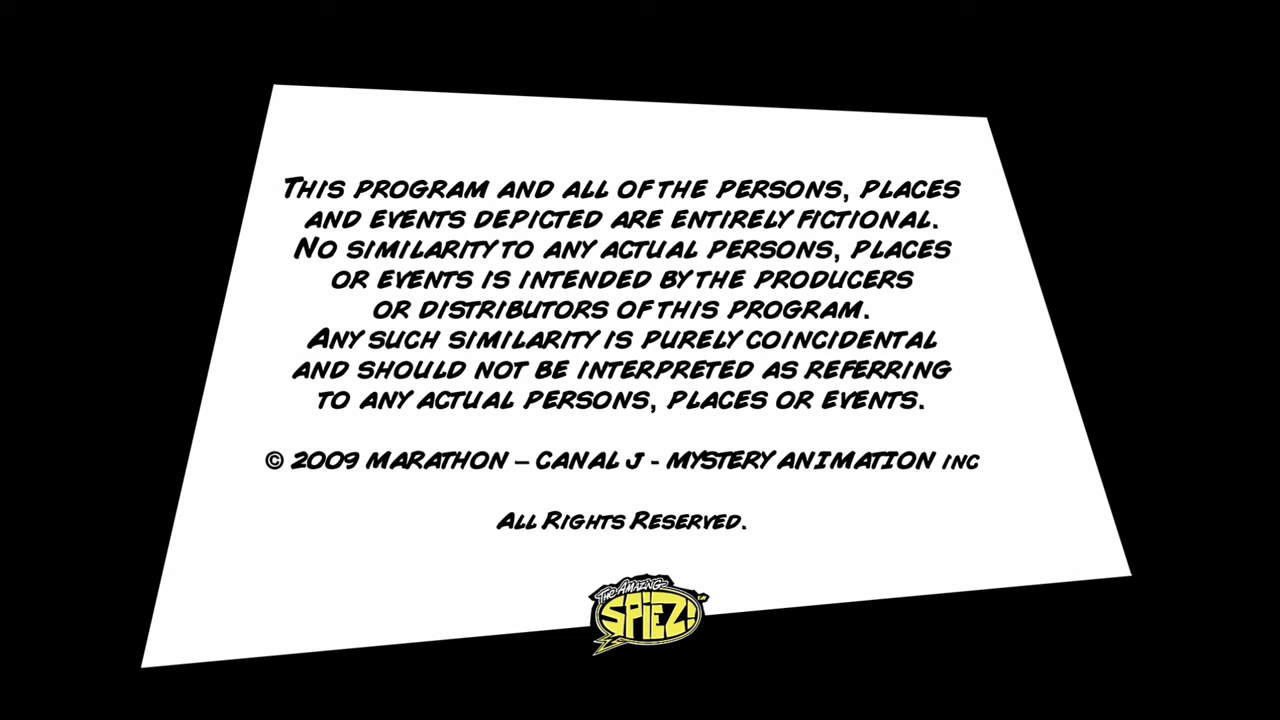 This program and all of the persons, places
and events depicted are entirely fictional.
No similarity to any actual persons, places
or events is intended by the producers
or distributors of this program.
Any such similarity is purely coincidental
and should not be interpreted as referring
to any actual persons, places or events.
© 2009 MARATHON – CANAL J - MYSTERY ANIMATION INC
All Rights Reserved.
The Amazing
SPiEZ! ™